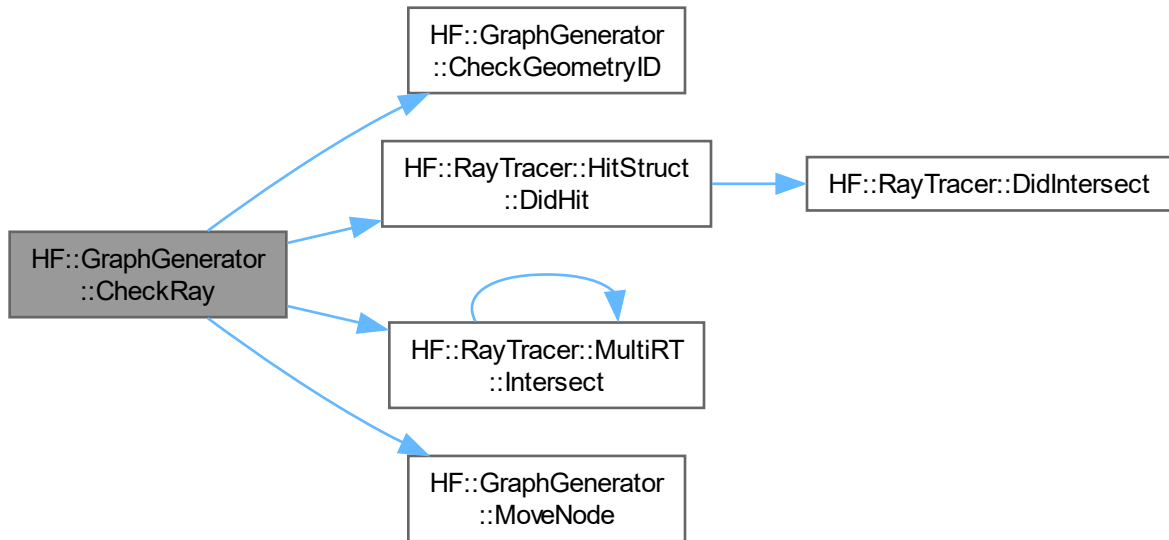 HF::GraphGenerator
::CheckRay
HF::GraphGenerator
::CheckGeometryID
HF::RayTracer::HitStruct
::DidHit
HF::RayTracer::DidIntersect
HF::RayTracer::MultiRT
::Intersect
HF::GraphGenerator
::MoveNode